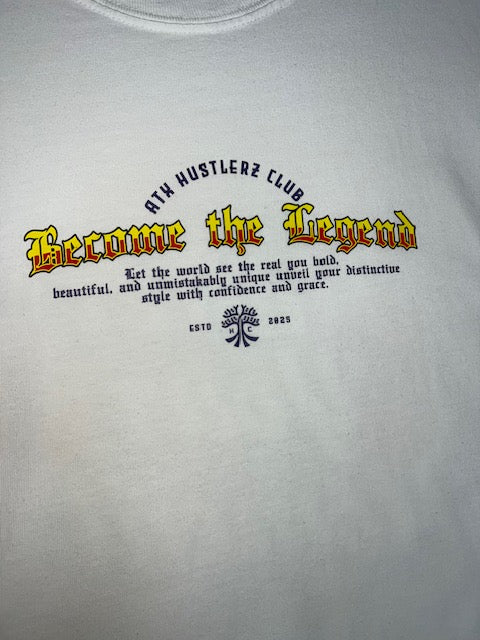 ATX HUSTLERZ CLUB
Become the Legend
Let the world see the real you bold,
beautiful, and unmistakably unique unveil your distinctive
style with confidence and grace.
ESTD 2025
H C